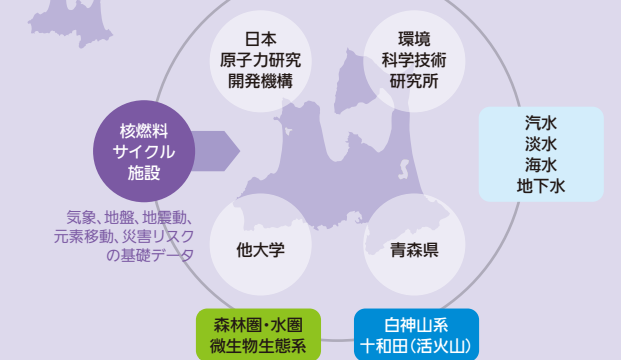 日本
原子力研究
開発機構
環境
科学技術
研究所
核燃料
サイクル
施設
汽水
淡水
海水
地下水
気象、地盤、地震動、
元素移動、災害リスク
の基礎データ
他大学
青森県
森林圏・水圏
微生物生態系
白神山系
十和田(活火山)